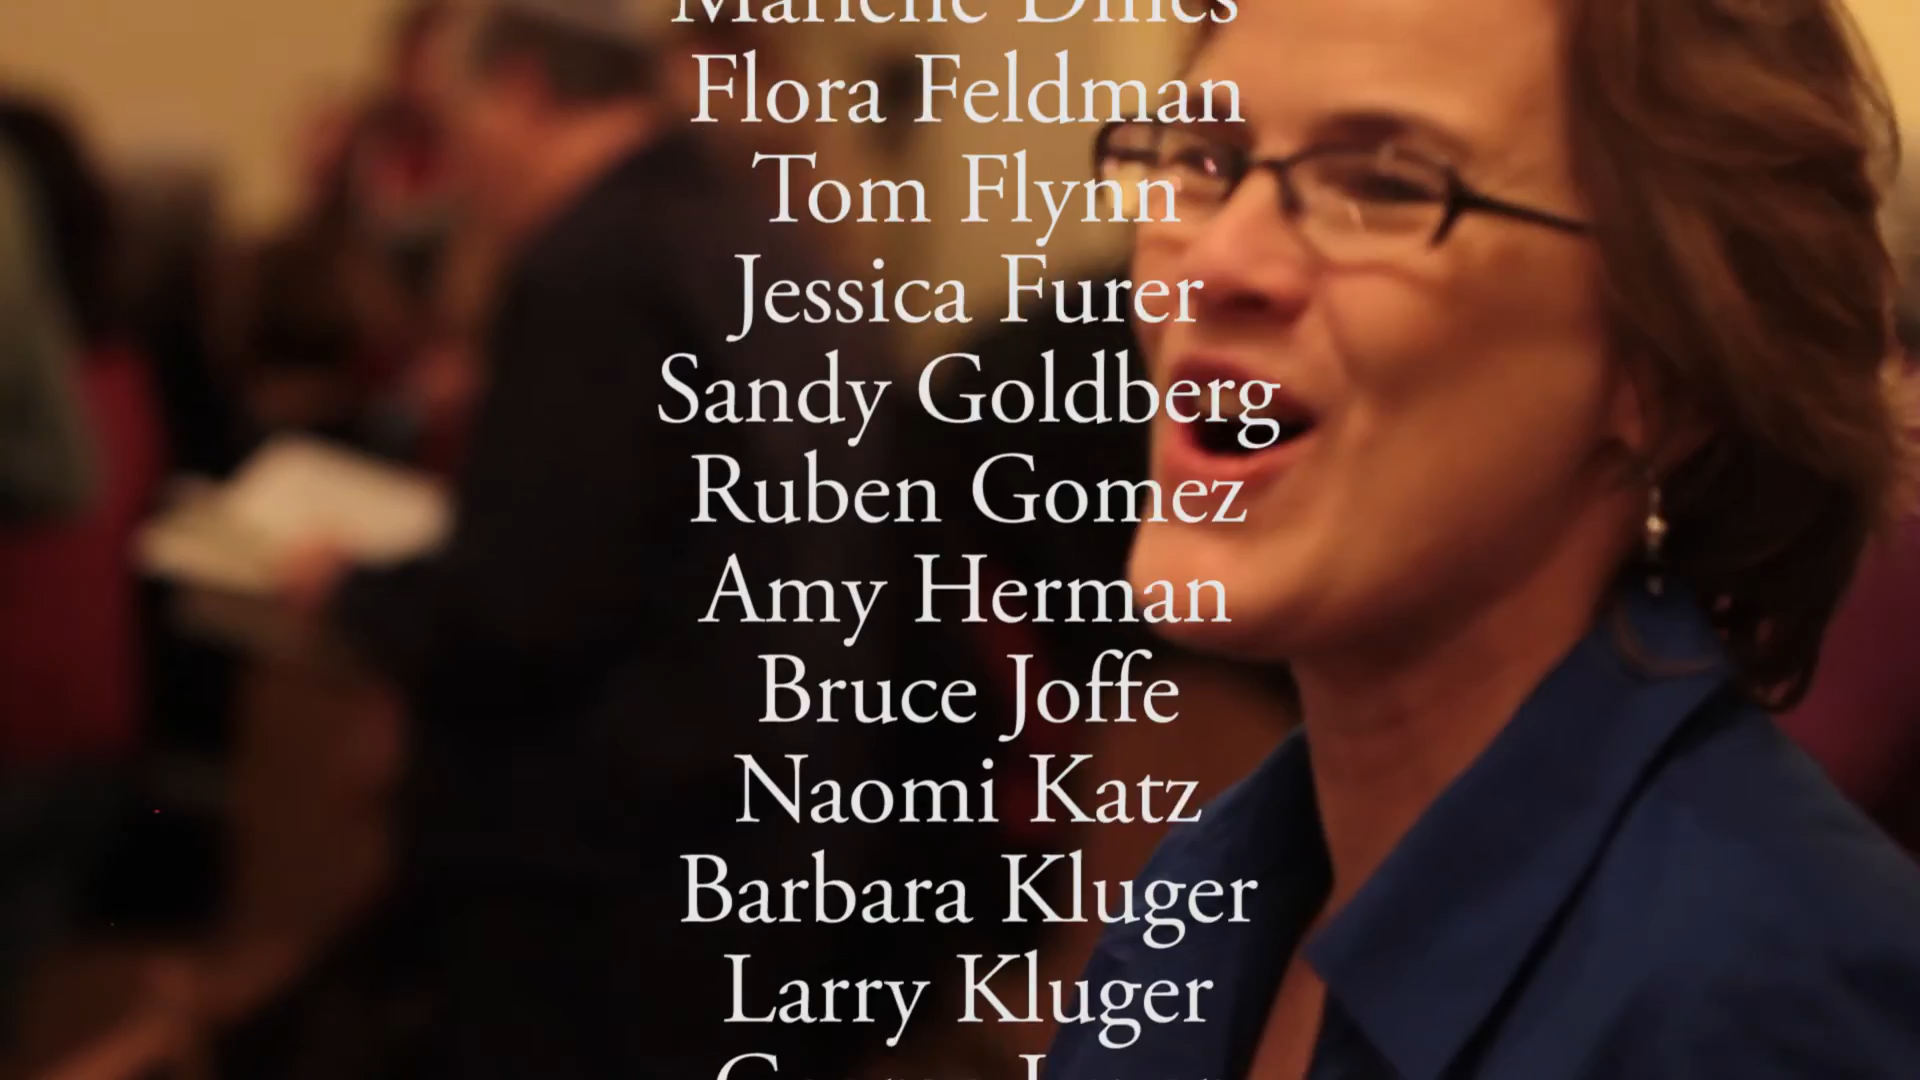 Marlene
Flora Feldman
Tom Flynn
Jessica Furer
Sandy Goldberg
Ruben Gomez
Amy Herman
Bruce Joffe
Naomi Katz
Barbara Kluger
Larry Kluger